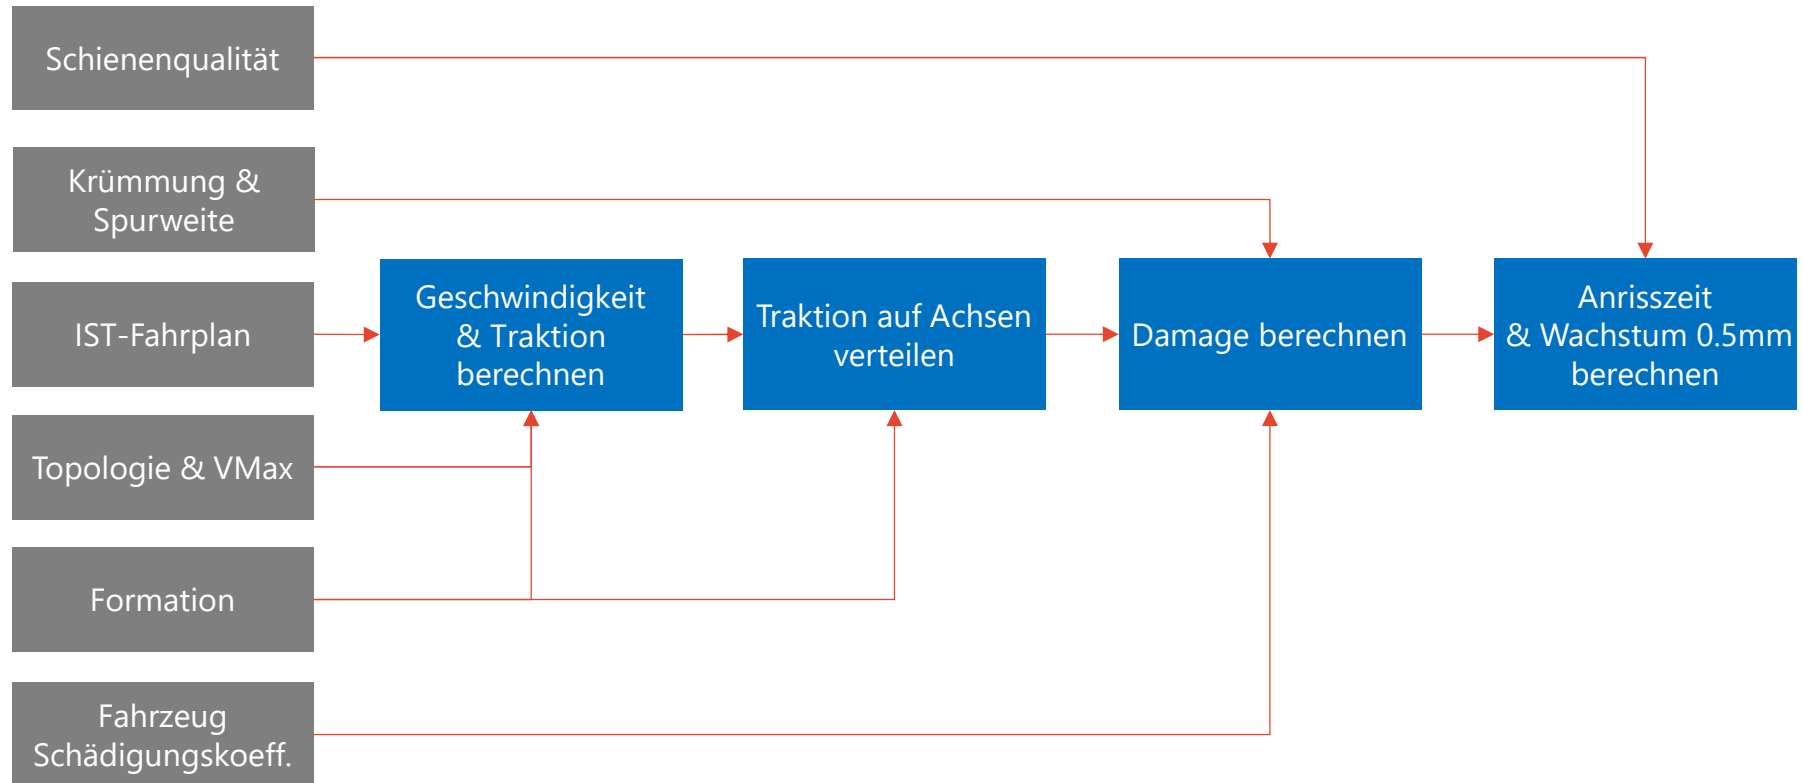 Schienenqualität
Krümmung &
Spurweite
IST-Fahrplan
Topologie & VMax
Formation
Fahrzeug
Schädigungskoeff.
Geschwindigkeit
& Traktion
berechnen
Traktion auf Achsen
verteilen
Damage berechnen
Anrisszeit
& Wachstum 0.5mm
berechnen